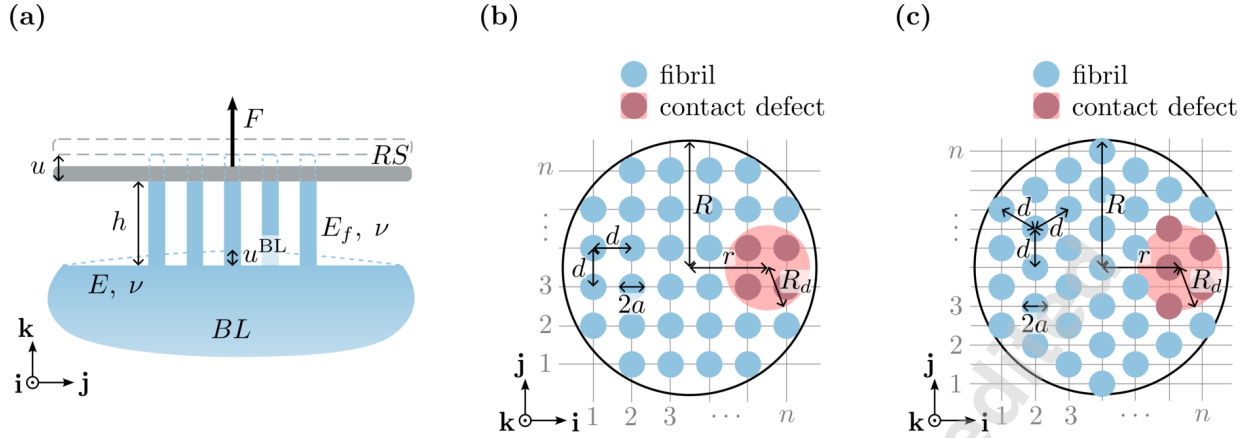 (a)
F
u
RS
h
d
E_f, ν
u^BL
E, ν
BL
k
i
j
(b)
fibril
contact defect
n
⋮
3
2
1
R
d
d
r
R_d
2a
j
k
i
1
2
3
⋯
n
(c)
fibril
contact defect
n
⋮
3
2
1
d
d
d
R
r
R_d
2a
j
k
i
1
2
3
⋯
n
edited